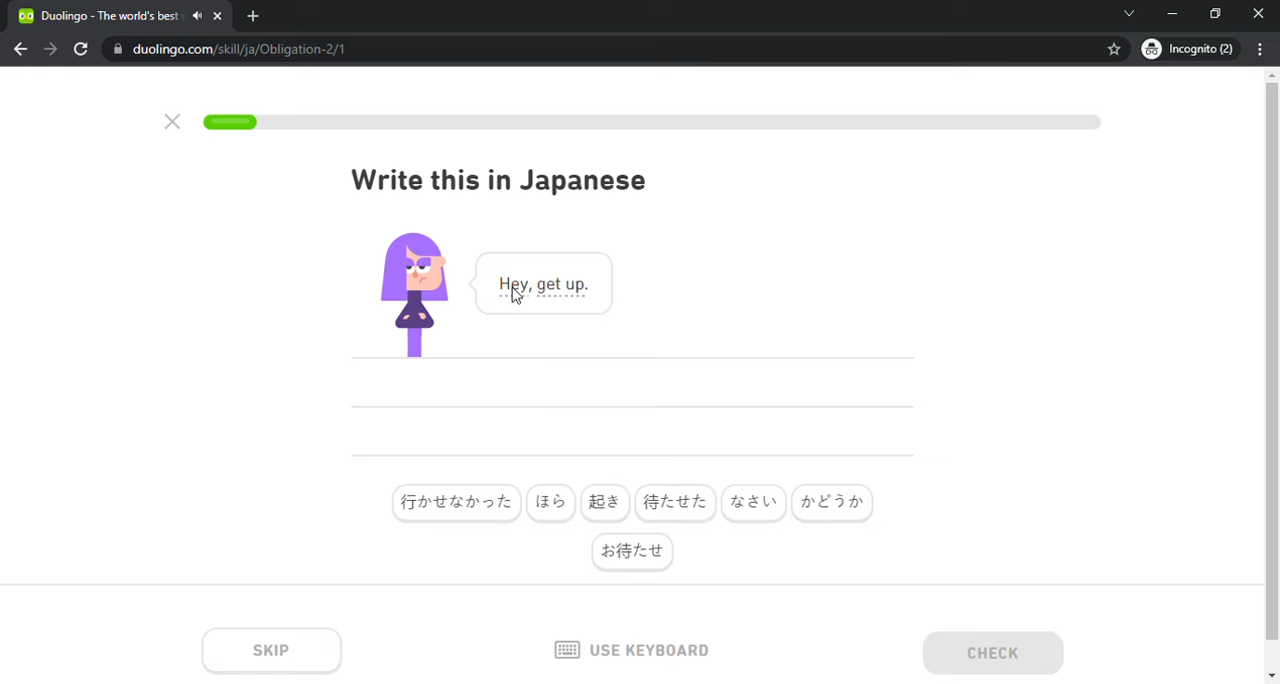 Duolingo - The world's best
duolingo.com/skill/ja/Obligation-2/1
Incognito (2)
Write this in Japanese
Hey, get up.
行かせなかった ほら 起き 待たせた なさい かどうか
お待たせ
SKIP
USE KEYBOARD
CHECK